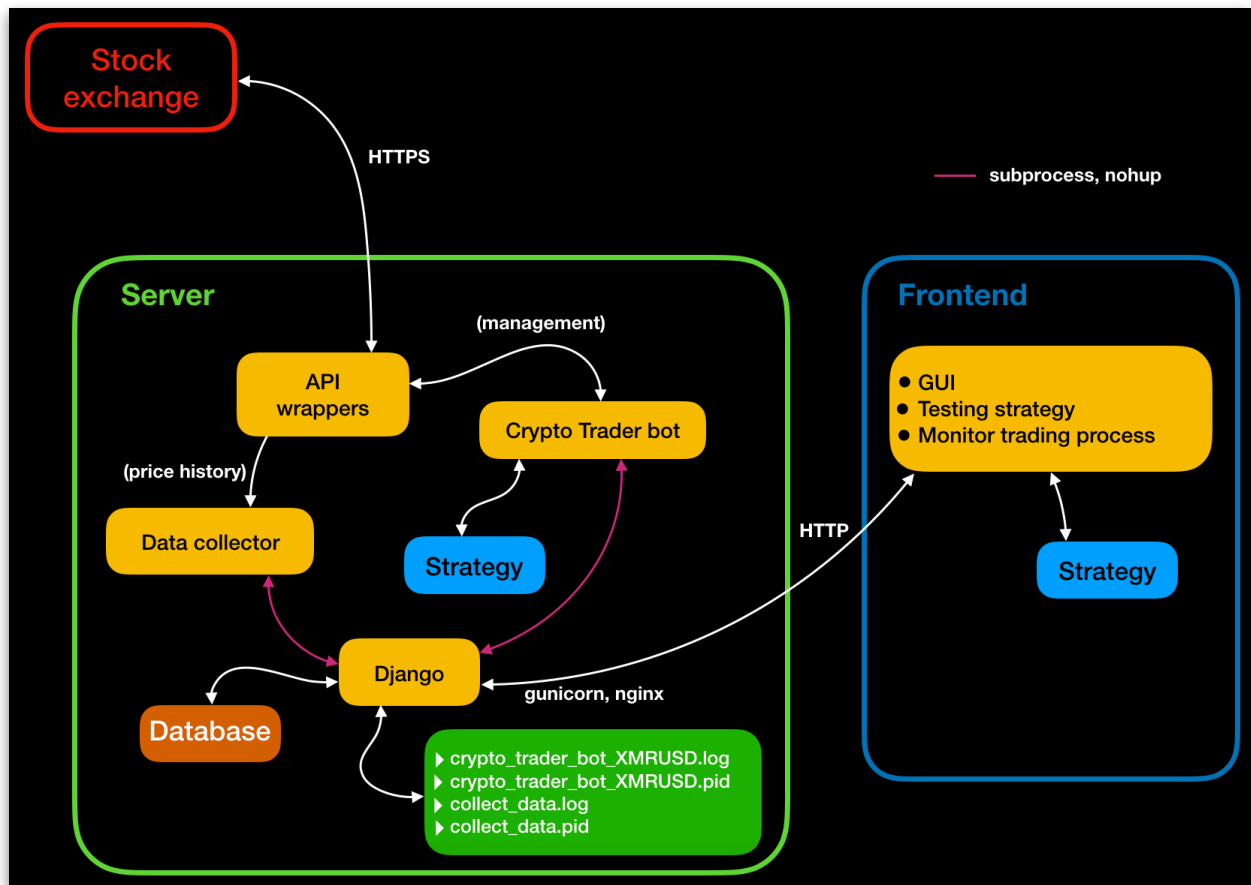 Stock
exchange
HTTPS
subprocess, nohup
Server
Frontend
(management)
API
wrappers
Crypto Trader bot
● GUI
● Testing strategy
● Monitor trading process
(price history)
Data collector
Strategy
HTTP
Strategy
Django
gunicorn, nginx
Database
crypto_trader_bot_XMRUSD.log
crypto_trader_bot_XMRUSD.pid
collect_data.log
collect_data.pid